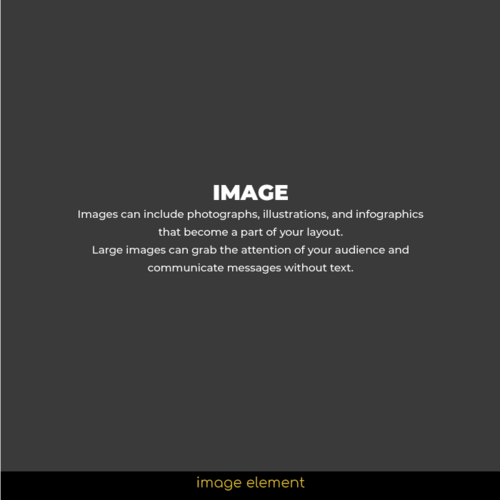 IMAGE
Images can include photographs, illustrations, and infographics
that become a part of your layout.
Large images can grab the attention of your audience and
communicate messages without text.
image element